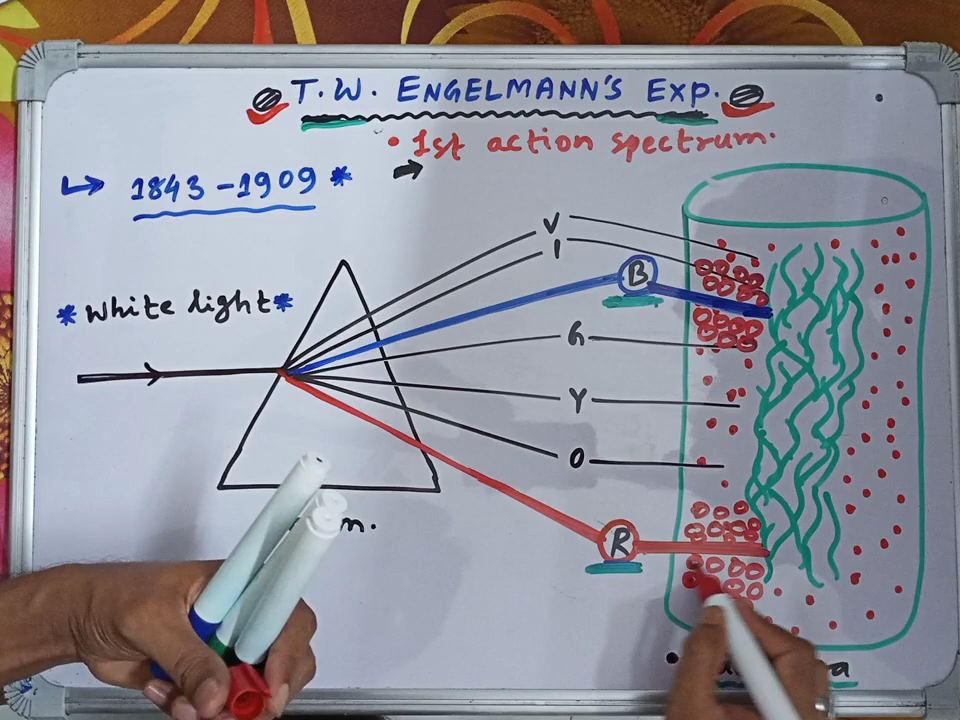 T. W. ENGELMANN'S EXP.
• 1st action spectrum.
↳ 1843 - 1909 *
* White light *
V
I
B
G
Y
O
R